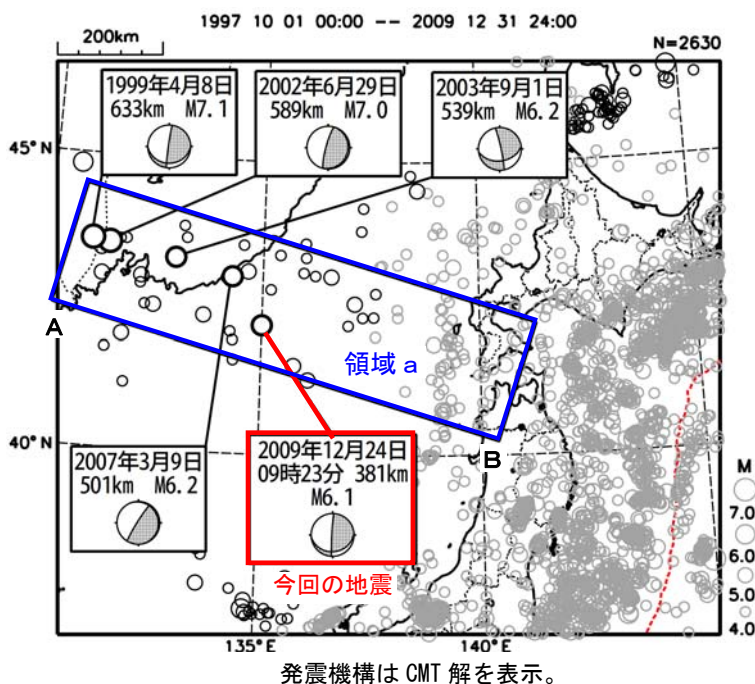 1997 10 01 00:00 -- 2009 12 31 24:00
200km
N=2630
1999年4月8日
633km M7.1
2002年6月29日
589km M7.0
2003年9月1日
539km M6.2
45°N
A
領域a
40°N
B
2007年3月9日
501km M6.2
2009年12月24日
09時23分 381km
M6.1
今回の地震
M
7.0
6.0
5.0
4.0
135°E
140°E
発震機構は CMT 解を表示。